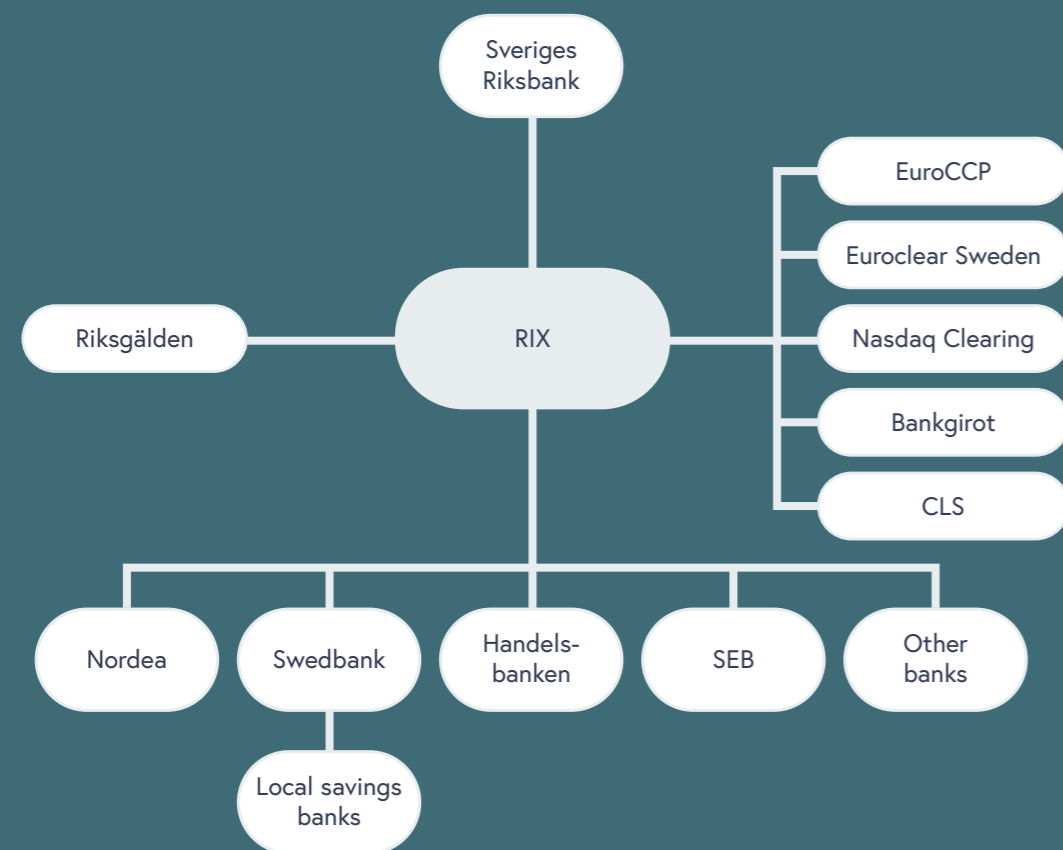 Sveriges
Riksbank
EuroCCP
Euroclear Sweden
Riksgälden
RIX
Nasdaq Clearing
Bankgirot
CLS
Nordea
Swedbank
Handels-
banken
SEB
Other
banks
Local savings
banks